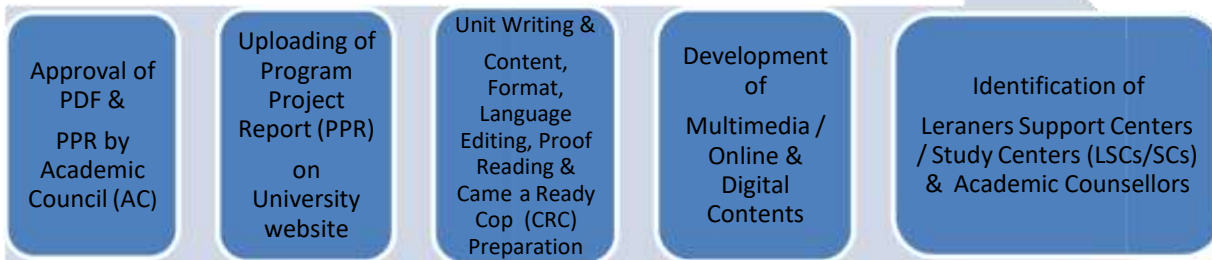 Approval of
PDF &
PPR by
Academic
Council (AC)
Uploading of
Program
Project
Report (PPR)
on
University
website
Unit Writing &
Content,
Format,
Language
Editing, Proof
Reading &
Came a Ready
Cop (CRC)
Preparation
Development
of
Multimedia /
Online &
Digital
Contents
Identification of
Leraners Support Centers
/ Study Centers (LSCs/SCs)
& Academic Counsellors